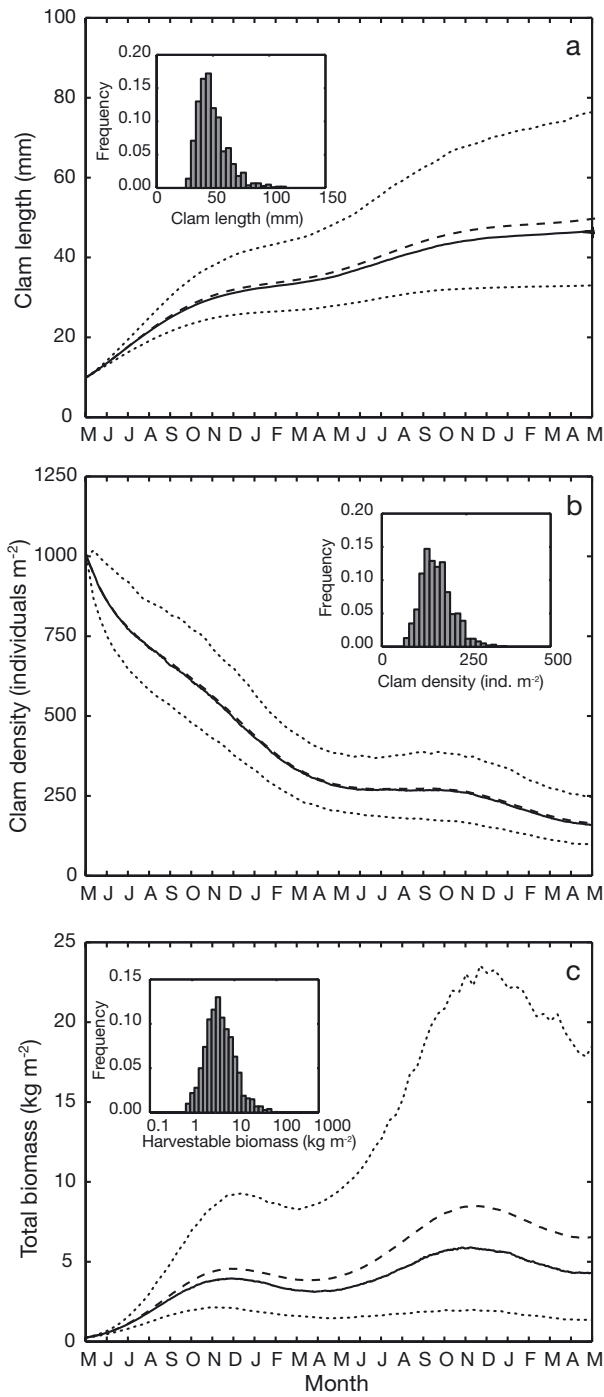 a
Clam length (mm)
100
80
60
40
20
0
Frequency
0.20
0.15
0.10
0.05
0.00
0 50 100 150
Clam length (mm)
M J J A S O N D J F M A M J J A S O N D J F M A M
b
Clam density (individuals m-2)
1250
1000
750
500
250
0
Frequency
0.20
0.15
0.10
0.05
0.00
0 250 500
Clam density (ind. m-2)
M J J A S O N D J F M A M J J A S O N D J F M A M
c
Total biomass (kg m-2)
25
20
15
10
5
0
Frequency
0.15
0.10
0.05
0.00
0.1 1 10 100 1000
Harvestable biomass (kg m-2)
M J J A S O N D J F M A M J J A S O N D J F M A M
Month